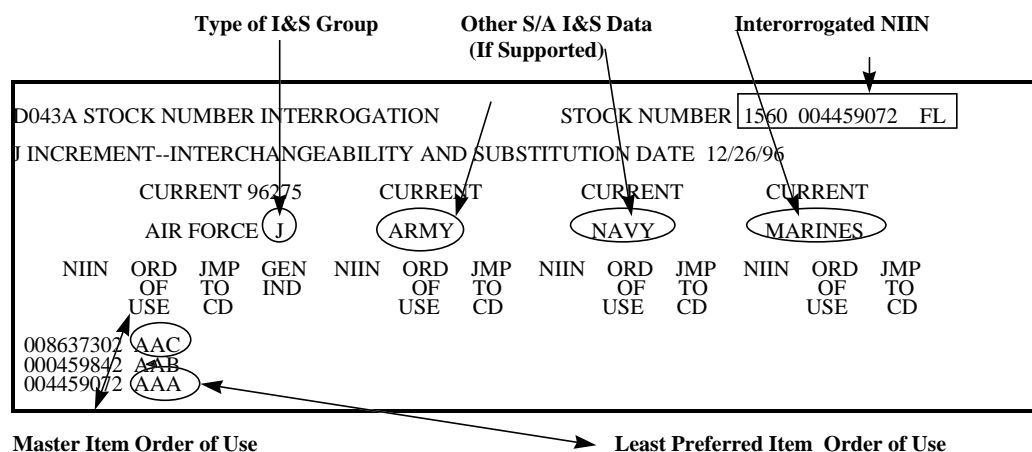 Type of I&S Group Other S/A I&S Data Interorrogated NIIN
(If Supported)
D043A STOCK NUMBER INTERROGATION STOCK NUMBER 1560 004459072 FL
J INCREMENT--INTERCHANGEABILITY AND SUBSTITUTION DATE 12/26/96
CURRENT 96275 CURRENT CURRENT CURRENT
AIR FORCE J ARMY NAVY MARINES
NIIN ORD JMP GEN NIIN ORD JMP NIIN ORD JMP NIIN ORD JMP
OF TO IND OF TO OF TO OF TO
USE CD USE CD USE CD USE CD
008637302 AAC
000459842 AAB
004459072 AAA
Master Item Order of Use Least Preferred Item Order of Use